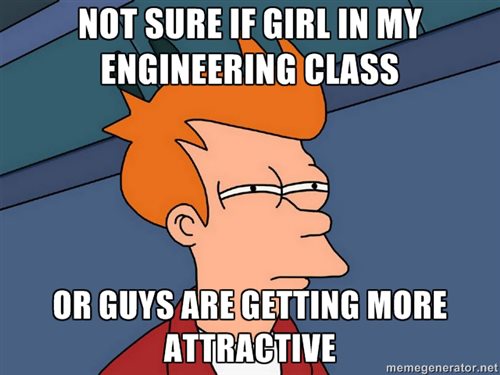 NOT SURE IF GIRL IN MY
ENGINEERING CLASS
OR GUYS ARE GETTING MORE
ATTRACTIVE
memegenerator.net